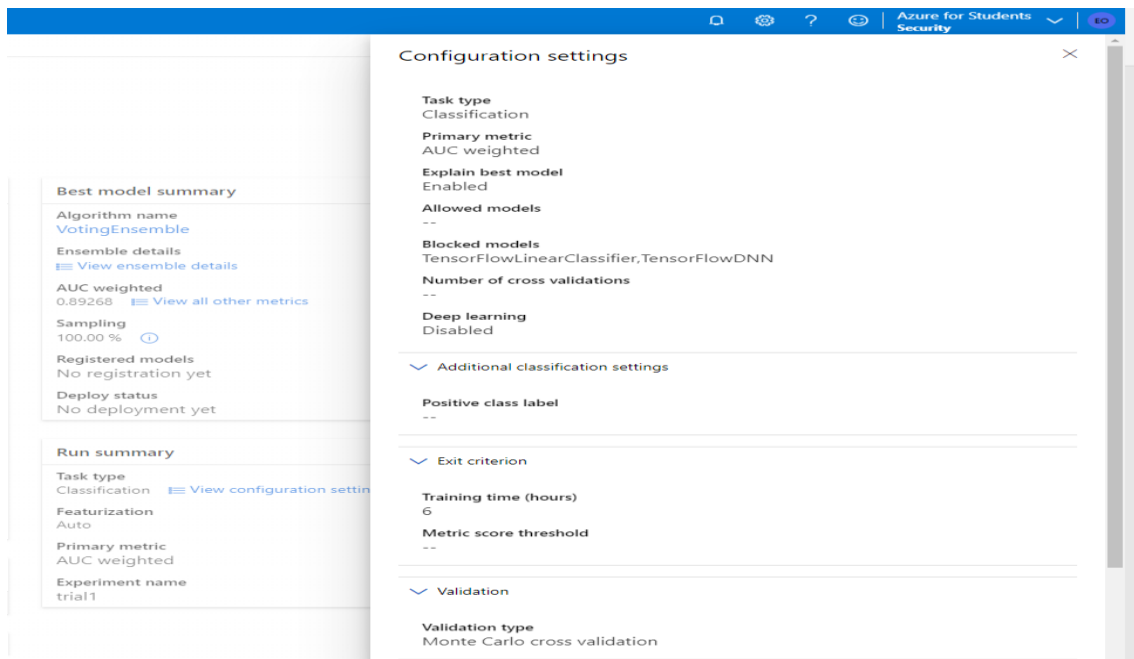 Azure for Students
Security
EO
Configuration settings
Task type
Classification
Primary metric
AUC weighted
Explain best model
Enabled
Allowed models
--
Blocked models
TensorFlowLinearClassifier,TensorFlowDNN
Number of cross validations
--
Deep learning
Disabled
Additional classification settings
Positive class label
--
Exit criterion
Training time (hours)
6
Metric score threshold
--
Validation
Validation type
Monte Carlo cross validation
Best model summary
Algorithm name
VotingEnsemble
Ensemble details
View ensemble details
AUC weighted
0.89268 View all other metrics
Sampling
100.00 %
Registered models
No registration yet
Deploy status
No deployment yet
Run summary
Task type
Classification View configuration settin
Featurization
Auto
Primary metric
AUC weighted
Experiment name
trial1